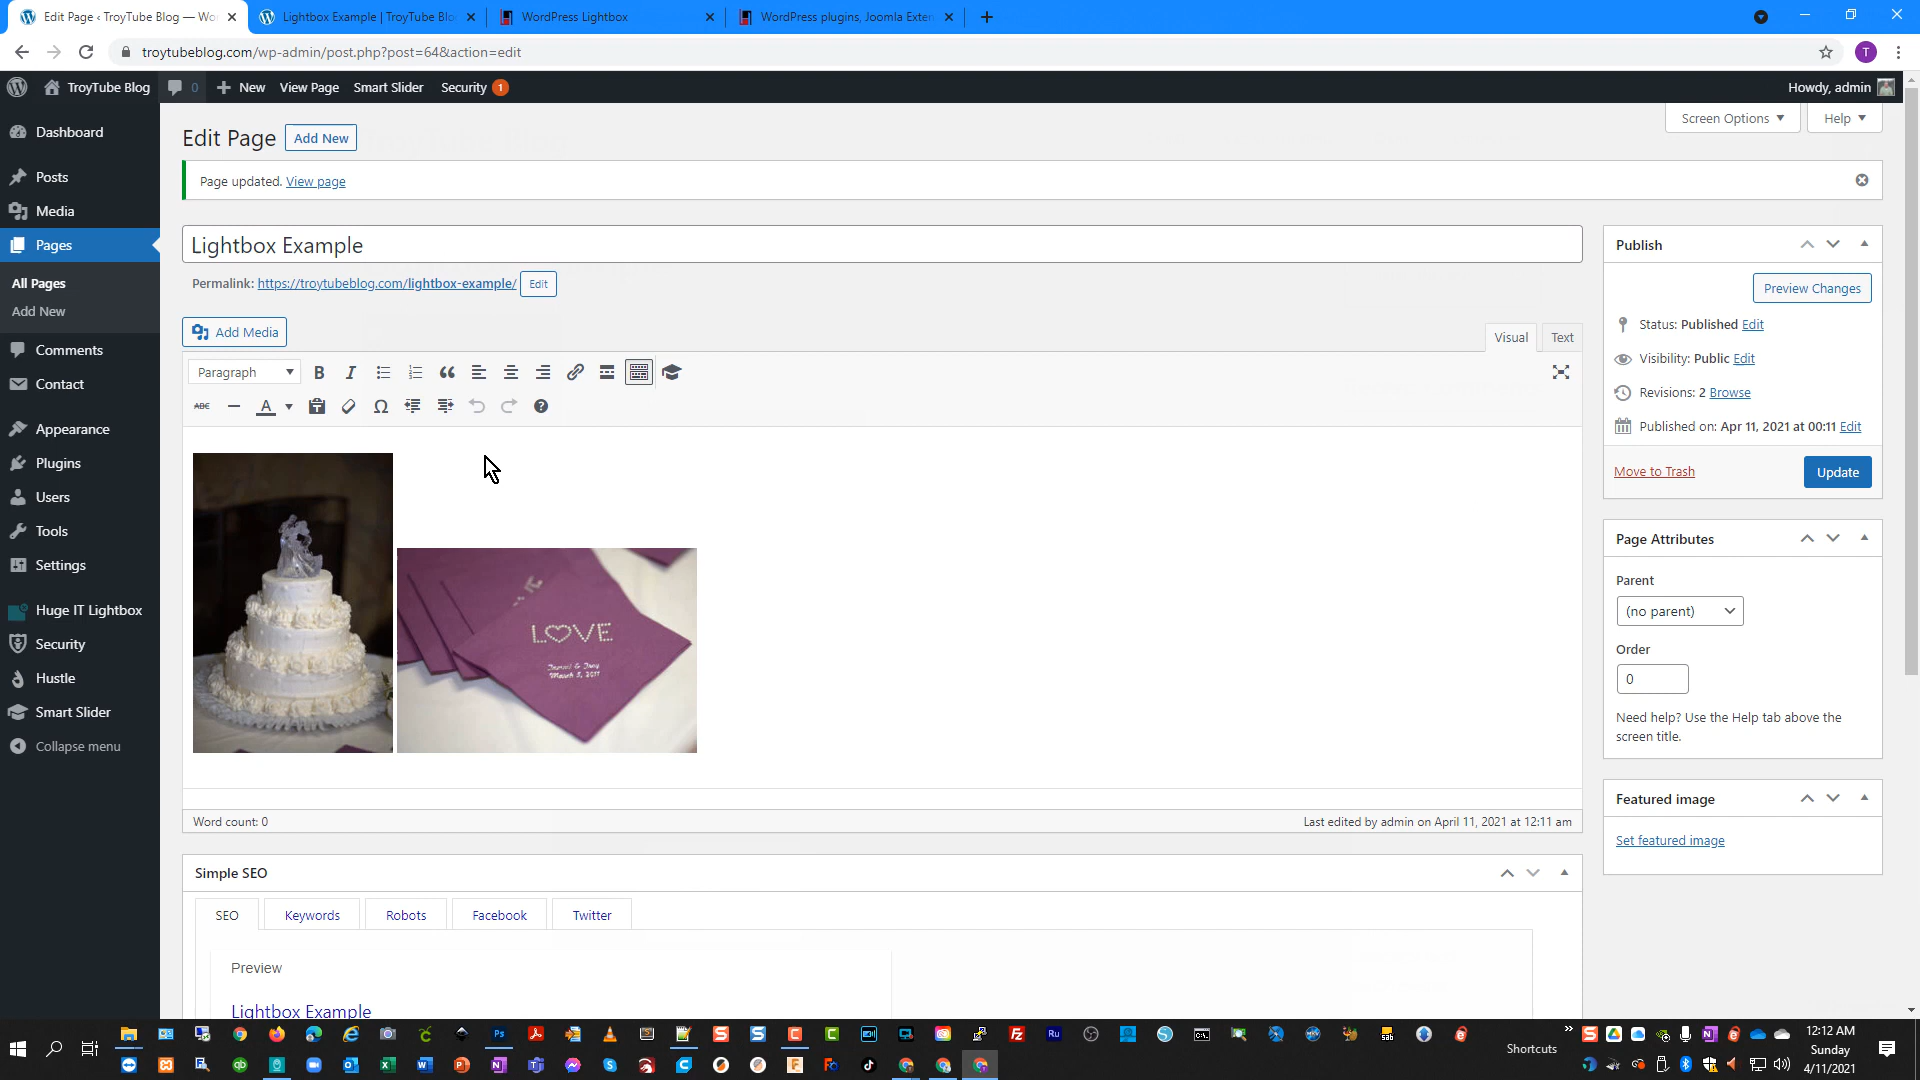 Edit Page ‹ TroyTube Blog — Wo
Lightbox Example | TroyTube Blo
WordPress Lightbox
WordPress plugins, Joomla Exten
troytubeblog.com/wp-admin/post.php?post=64&action=edit
T
TroyTube Blog
0
New
View Page
Smart Slider
Security 1
Howdy, admin
Dashboard
Posts
Media
Pages
All Pages
Add New
Comments
Contact
Appearance
Plugins
Users
Tools
Settings
Huge IT Lightbox
Security
Hustle
Smart Slider
Collapse menu
Screen Options
Help
Edit Page
Add New
Page updated. View page
Lightbox Example
Permalink: https://troytubeblog.com/lightbox-example/ Edit
Add Media
Visual
Text
Paragraph
B
I
ABC
A
Ω
LOVE
March 5, 2011
Word count: 0
Last edited by admin on April 11, 2021 at 12:11 am
Simple SEO
SEO
Keywords
Robots
Facebook
Twitter
Preview
Lightbox Example
Publish
Preview Changes
Status: Published Edit
Visibility: Public Edit
Revisions: 2 Browse
Published on: Apr 11, 2021 at 00:11 Edit
Move to Trash
Update
Page Attributes
Parent
(no parent)
Order
0
Need help? Use the Help tab above the
screen title.
Featured image
Set featured image
Shortcuts
12:12 AM
Sunday
4/11/2021